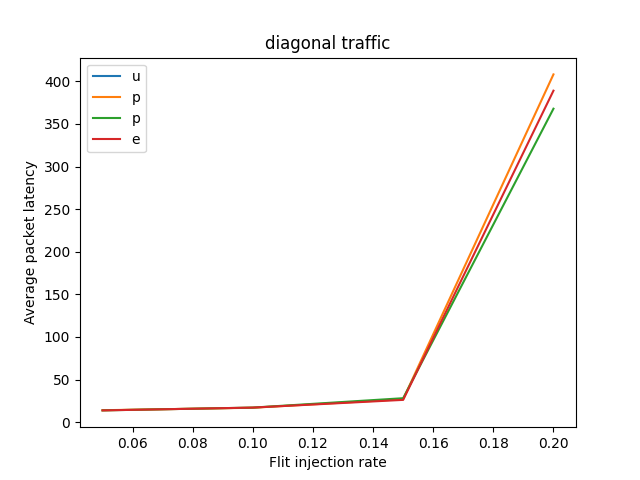 diagonal traffic
u
p
p
e
Average packet latency
400
350
300
250
200
150
100
50
0
0.06 0.08 0.10 0.12 0.14 0.16 0.18 0.20
Flit injection rate